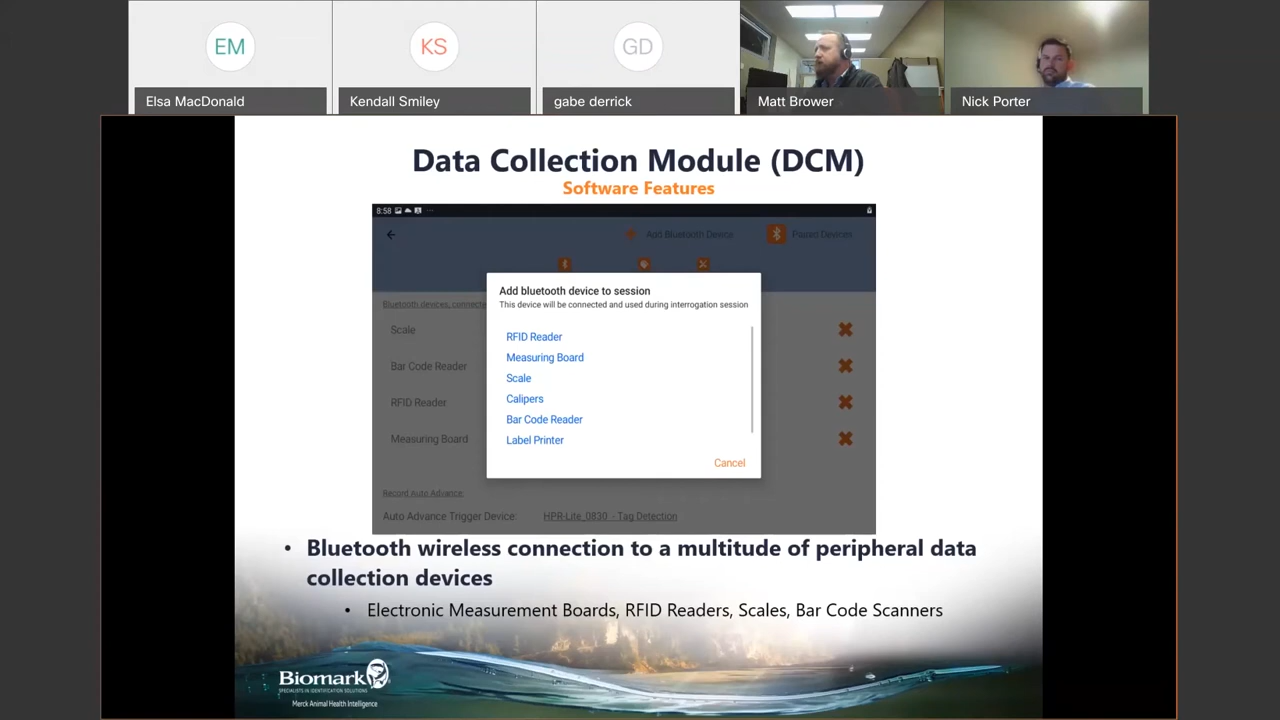 EM
KS
GD
Elsa MacDonald
Kendall Smiley
gabe derrick
Matt Brower
Nick Porter
Data Collection Module (DCM)
Software Features
8:58
Add Bluetooth Device
Paired Devices
Bluetooth devices, connecte
Scale
Bar Code Reader
RFID Reader
Measuring Board
Add bluetooth device to session
This device will be connected and used during interrogation session
RFID Reader
Measuring Board
Scale
Calipers
Bar Code Reader
Label Printer
Cancel
Record Auto Advance:
Auto Advance Trigger Device: HPR-Lite_0830 - Tag Detection
• Bluetooth wireless connection to a multitude of peripheral data
collection devices
• Electronic Measurement Boards, RFID Readers, Scales, Bar Code Scanners
Biomark
SPECIALISTS IN IDENTIFICATION SOLUTIONS
Merck Animal Health Intelligence